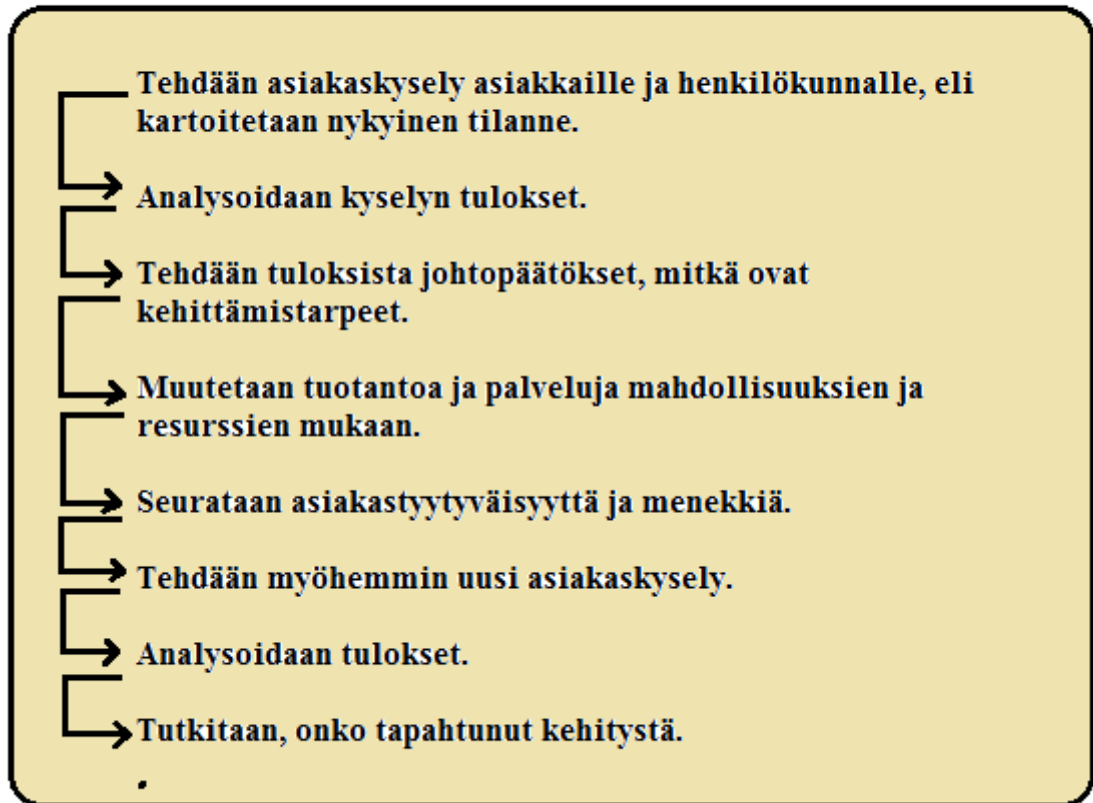 Tehdään asiakaskysely asiakkaille ja henkilökunnalle, eli
kartoitetaan nykyinen tilanne.
Analysoidaan kyselyn tulokset.
Tehdään tuloksista johtopäätökset, mitkä ovat
kehittämistarpeet.
Muutetaan tuotantoa ja palveluja mahdollisuuksien ja
resurssien mukaan.
Seurataan asiakastyytyväisyyttä ja menekkiä.
Tehdään myöhemmin uusi asiakaskysely.
Analysoidaan tulokset.
Tutkitaan, onko tapahtunut kehitystä.
.